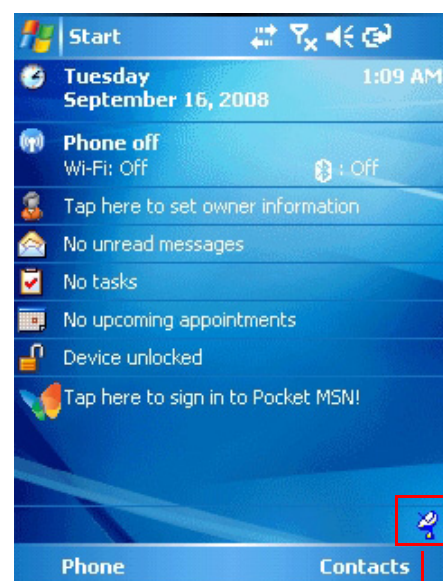 Start
Tuesday 1:09 AM
September 16, 2008
Phone off
Wi-Fi: Off : Off
Tap here to set owner information
No unread messages
No tasks
No upcoming appointments
Device unlocked
Tap here to sign in to Pocket MSN!
Phone Contacts